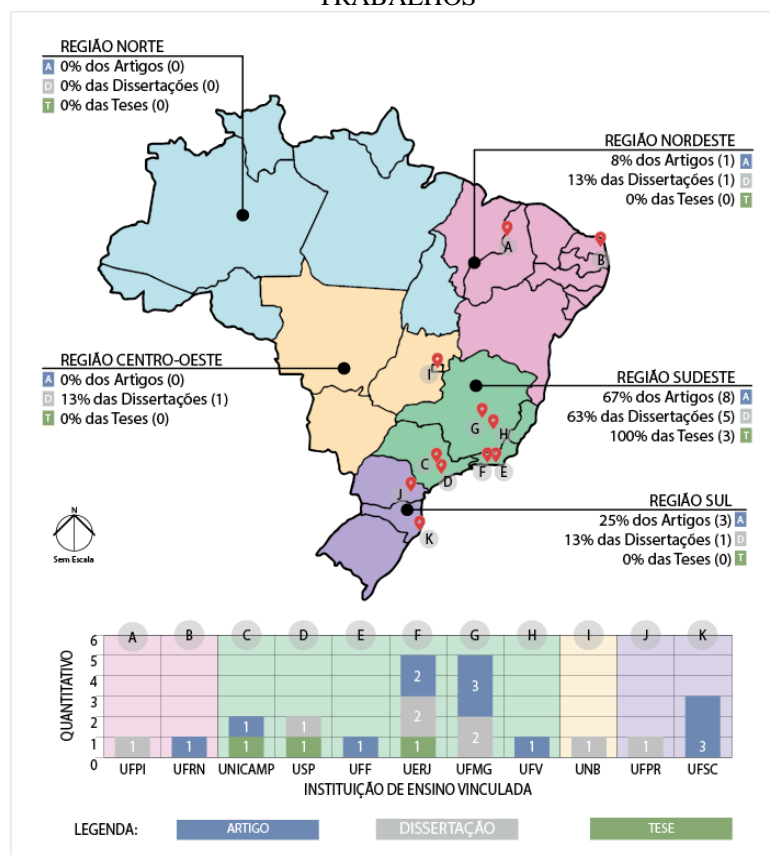 TRABALHOS
REGIÃO NORTE
A 0% dos Artigos (0)
D 0% das Dissertações (0)
T 0% das Teses (0)
REGIÃO NORDESTE
8% dos Artigos (1) A
13% das Dissertações (1) D
0% das Teses (0) T
A
B
REGIÃO CENTRO-OESTE
A 0% dos Artigos (0)
D 13% das Dissertações (1)
T 0% das Teses (0)
I
REGIÃO SUDESTE
67% dos Artigos (8) A
63% das Dissertações (5) D
100% das Teses (3) T
G
H
C
D
F
E
J
K
REGIÃO SUL
25% dos Artigos (3) A
13% das Dissertações (1) D
0% das Teses (0) T
N
Sem Escala
A B C D E F G H I J K
QUANTITATIVO
6
5
4
3
2
1
0
1 1 1 1 1 1 1 2 2 1 3 2 1 1 1 3
UFPI UFRN UNICAMP USP UFF UERJ UFMG UFV UNB UFPR UFSC
INSTITUIÇÃO DE ENSINO VINCULADA
LEGENDA: ARTIGO DISSERTAÇÃO TESE